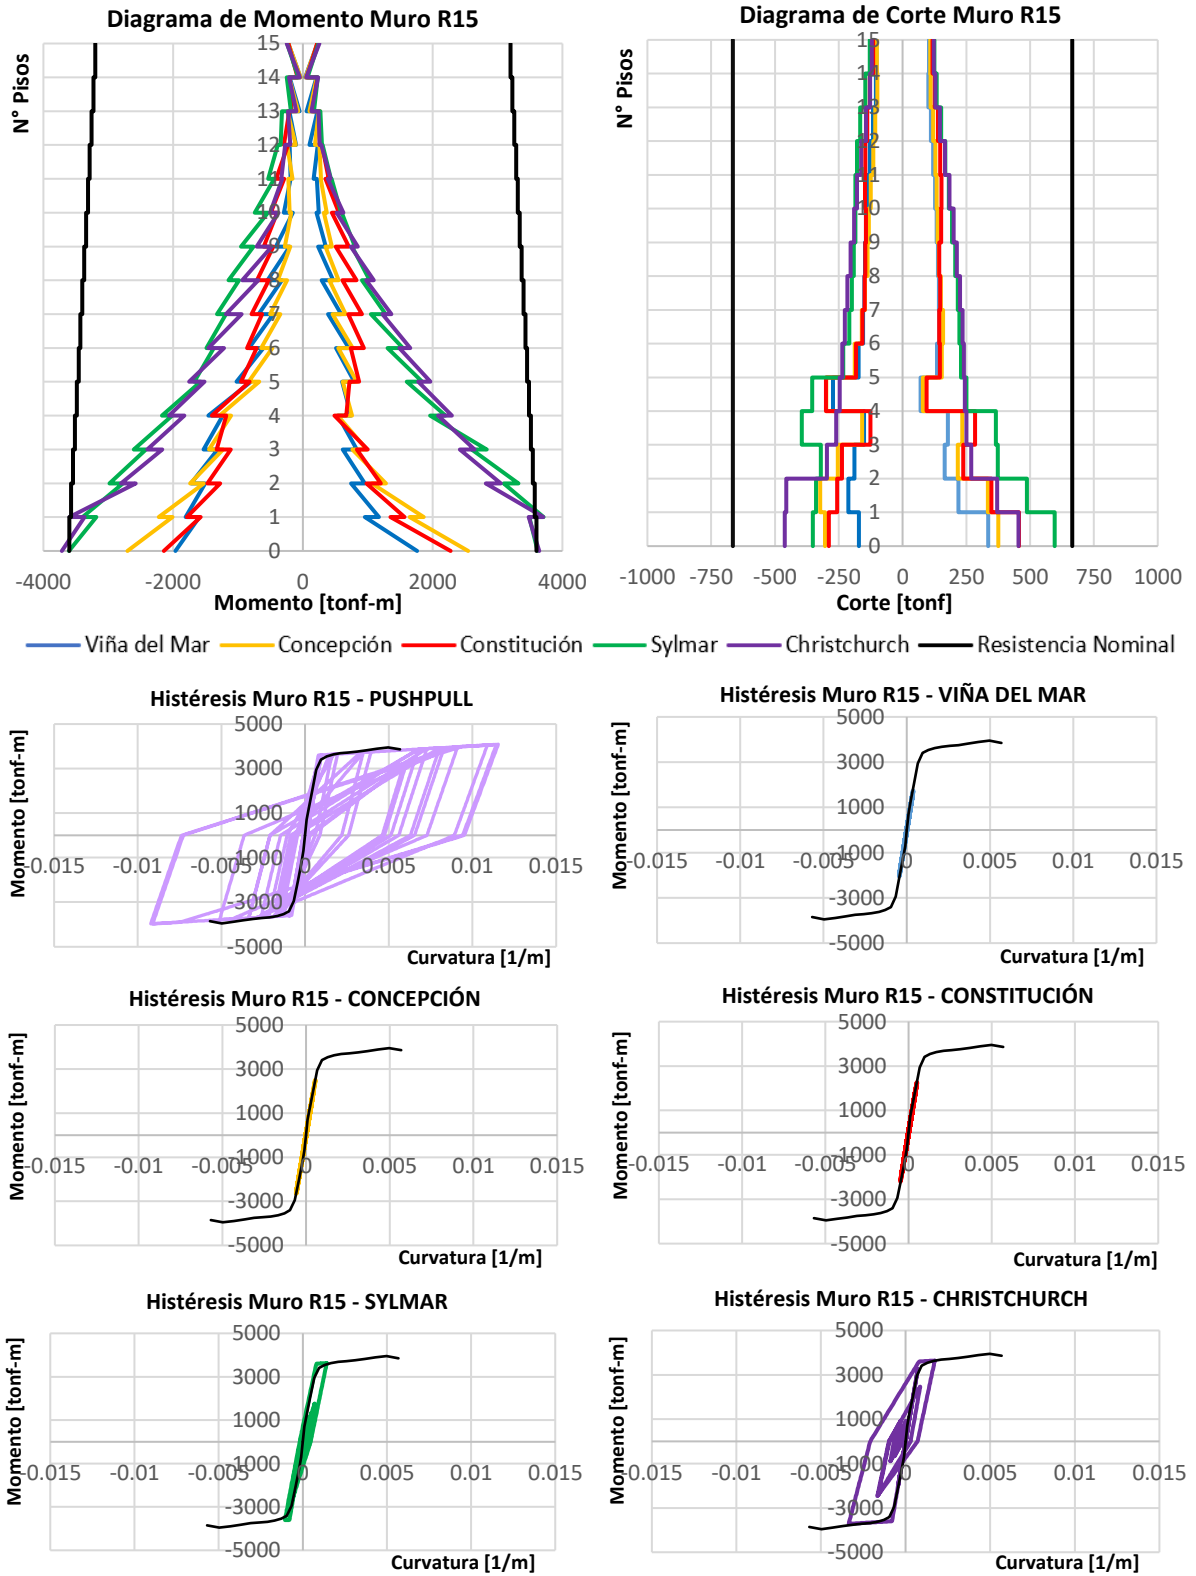 Diagrama de Momento Muro R15
N° Pisos
15
14
13
12
11
10
9
8
7
6
5
4
3
2
1
0
-4000 -2000 0 2000 4000
Momento [tonf-m]
Diagrama de Corte Muro R15
N° Pisos
15
14
13
12
11
10
9
8
7
6
5
4
3
2
1
0
-1000 -750 -500 -250 0 250 500 750 1000
Corte [tonf]
Viña del Mar Concepción Constitución Sylmar Christchurch Resistencia Nominal
Histéresis Muro R15 - PUSHPULL
Momento [tonf-m]
5000
3000
1000
-0.015 -0.01 -0.005 0 0.005 0.01 0.015
-1000
-3000
-5000
Curvatura [1/m]
Histéresis Muro R15 - VIÑA DEL MAR
Momento [tonf-m]
5000
3000
1000
-0.015 -0.01 -0.005 0 0.005 0.01 0.015
-1000
-3000
-5000
Curvatura [1/m]
Histéresis Muro R15 - CONCEPCIÓN
Momento [tonf-m]
5000
3000
1000
-0.015 -0.01 -0.005 0 0.005 0.01 0.015
-1000
-3000
-5000
Curvatura [1/m]
Histéresis Muro R15 - CONSTITUCIÓN
Momento [tonf-m]
5000
3000
1000
-0.015 -0.01 -0.005 0 0.005 0.01 0.015
-1000
-3000
-5000
Curvatura [1/m]
Histéresis Muro R15 - SYLMAR
Momento [tonf-m]
5000
3000
1000
-0.015 -0.01 -0.005 0 0.005 0.01 0.015
-1000
-3000
-5000
Curvatura [1/m]
Histéresis Muro R15 - CHRISTCHURCH
Momento [tonf-m]
5000
3000
1000
-0.015 -0.01 -0.005 0 0.005 0.01 0.015
-1000
-3000
-5000
Curvatura [1/m]